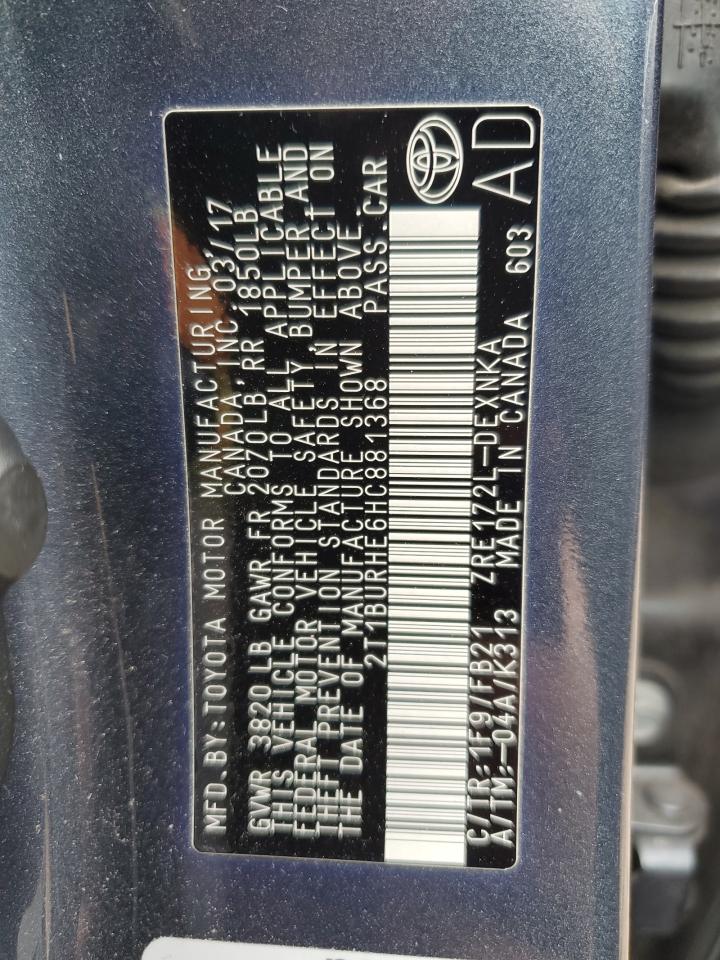 MFD.BY:TOYOTA MOTOR MANUFACTURING
CANADA, INC 03/17
GVWR 3820LB GAWR FR 2070LB, RR 1850LB
THIS VEHICLE CONFORMS TO ALL APPLICABLE
FEDERAL MOTOR VEHICLE SAFETY, BUMPER AND
THEFT PREVENTION STANDARDS IN EFFECT ON
THE DATE OF MANUFACTURE SHOWN ABOVE.
2T1BURHE6HC881368 PASS.CAR
C/TR: 1F9/FB21 ZRE172L-DEXNKA 603
A/TM: -04A/K313 MADE IN CANADA
AD